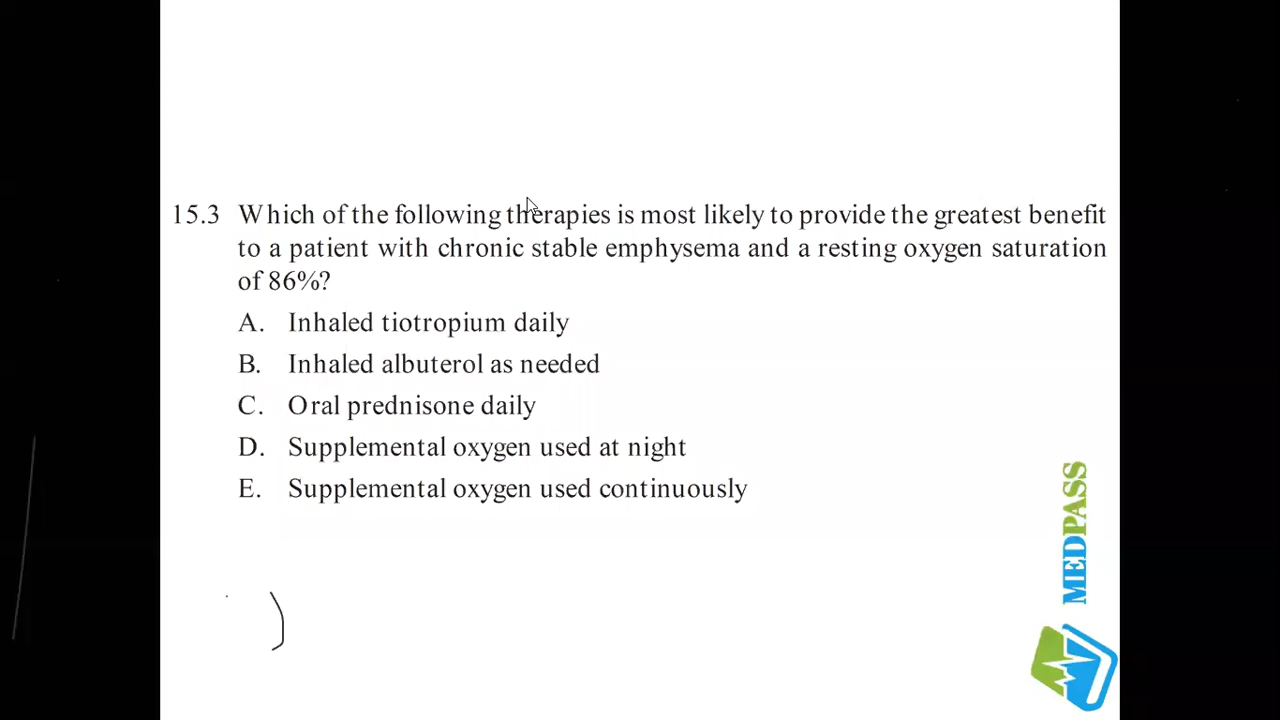 15.3 Which of the following therapies is most likely to provide the greatest benefit
to a patient with chronic stable emphysema and a resting oxygen saturation
of 86%?
A. Inhaled tiotropium daily
B. Inhaled albuterol as needed
C. Oral prednisone daily
D. Supplemental oxygen used at night
E. Supplemental oxygen used continuously
MEDPASS